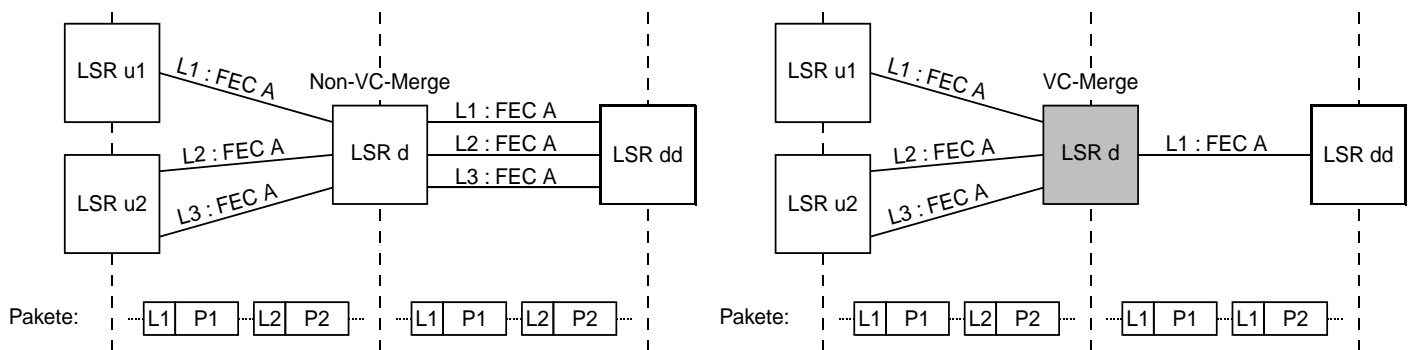 LSR u1
L1 : FEC A
Non-VC-Merge
LSR u2
L2 : FEC A
L3 : FEC A
LSR d
L1 : FEC A
L2 : FEC A
L3 : FEC A
LSR dd
Pakete:
L1 P1 L2 P2 L1 P1 L2 P2
LSR u1
L1 : FEC A
VC-Merge
LSR u2
L2 : FEC A
L3 : FEC A
LSR d
L1 : FEC A
LSR dd
Pakete:
L1 P1 L2 P2 L1 P1 L1 P2